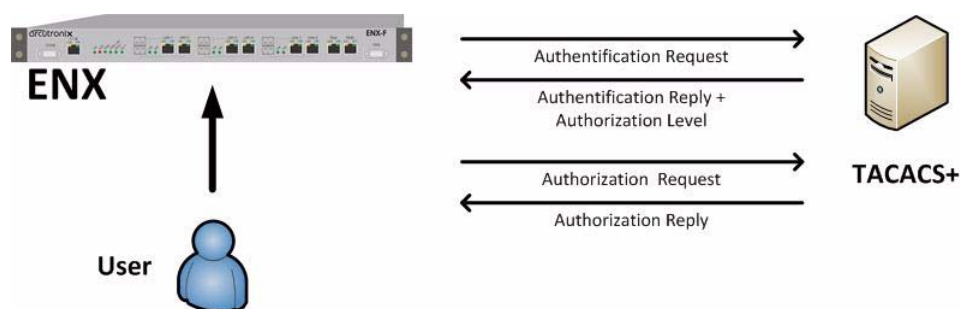 arcutronix
ENX-F
ENX
Authentification Request
Authentification Reply +
Authorization Level
Authorization Request
Authorization Reply
TACACS+
User